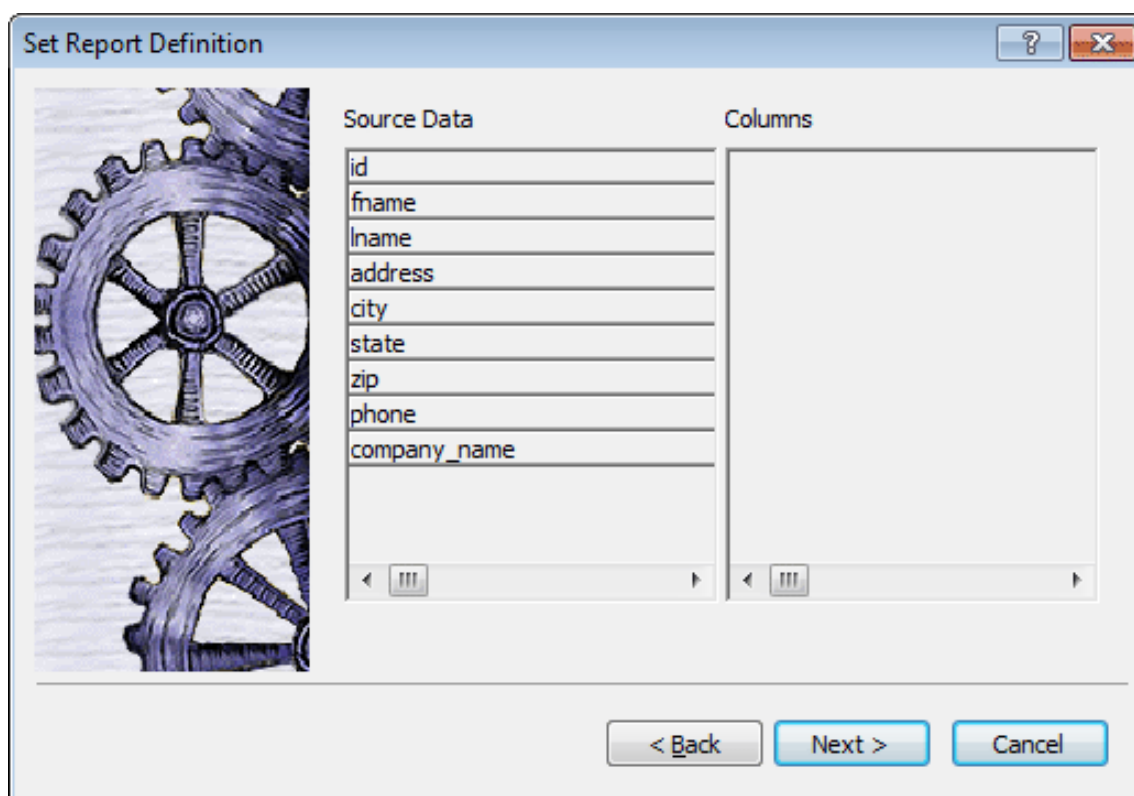 Set Report Definition
Source Data
Columns
id
fname
lname
address
city
state
zip
phone
company_name
< Back
Next >
Cancel